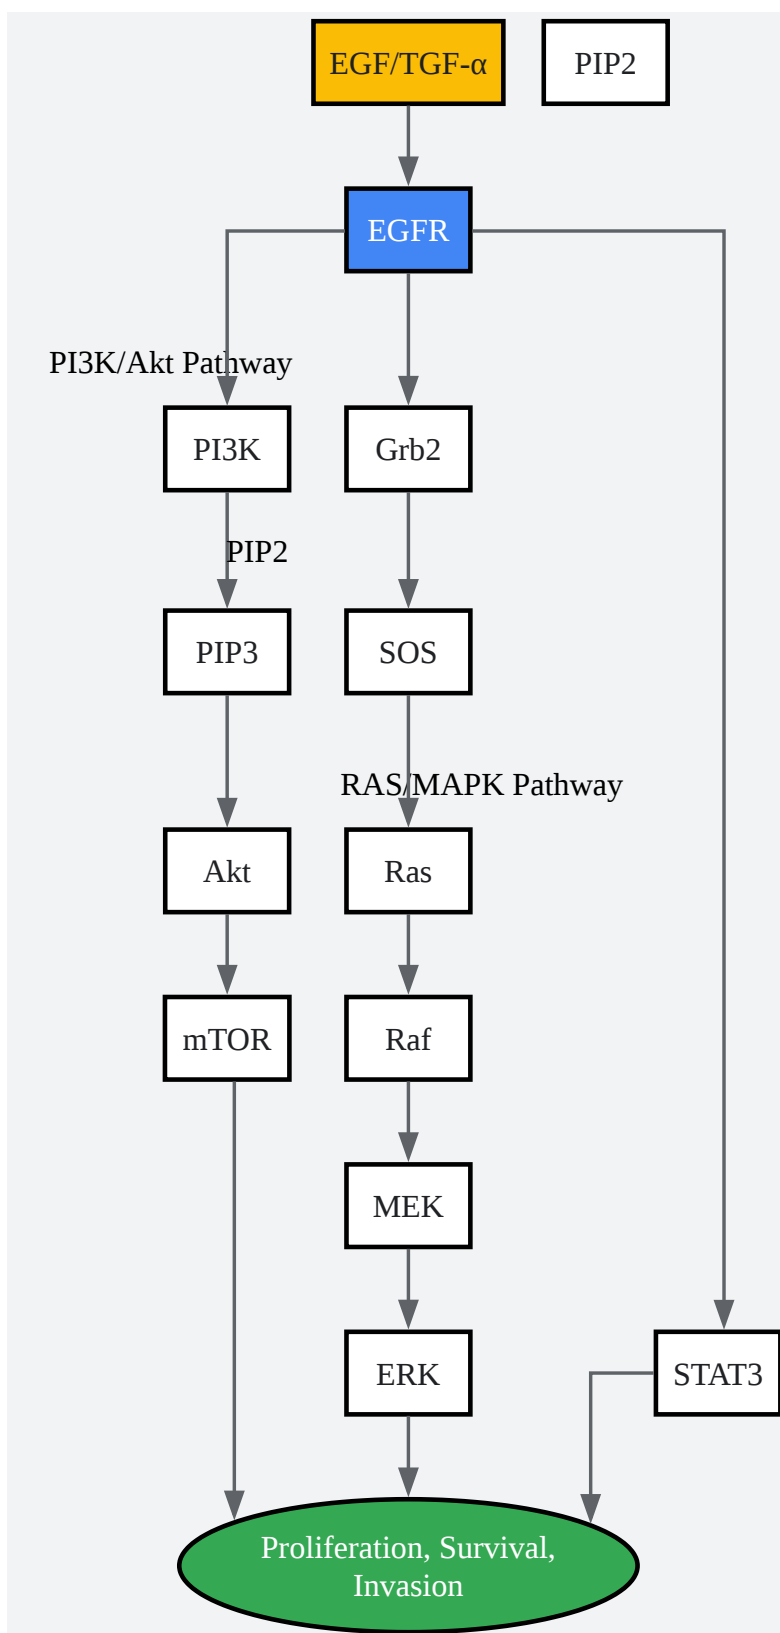 EGF/TGF-α
PIP2
EGFR
PI3K/Akt Pathway
PI3K
Grb2
PIP2
PIP3
SOS
RAS/MAPK Pathway
Akt
Ras
mTOR
Raf
MEK
ERK
STAT3
Proliferation, Survival,
Invasion